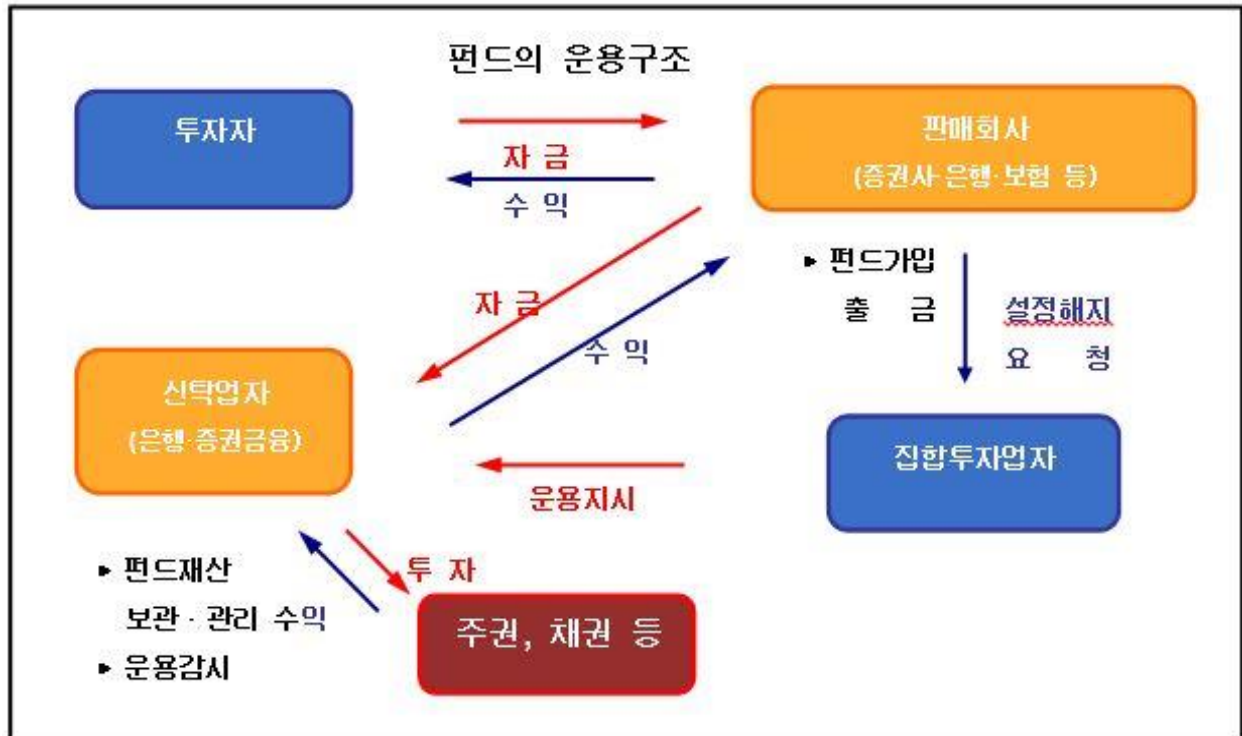 펀드의 운용구조
투자자
판매회사
(증권사·은행·보험 등)
자 금
수 익
▸ 펀드가입
출 금
설정해지
요 청
자 금
수 익
신탁업자
(은행·증권금융)
집합투자업자
운용지시
투 자
▸ 펀드재산
보관·관리 수익
▸ 운용감시
주권, 채권 등